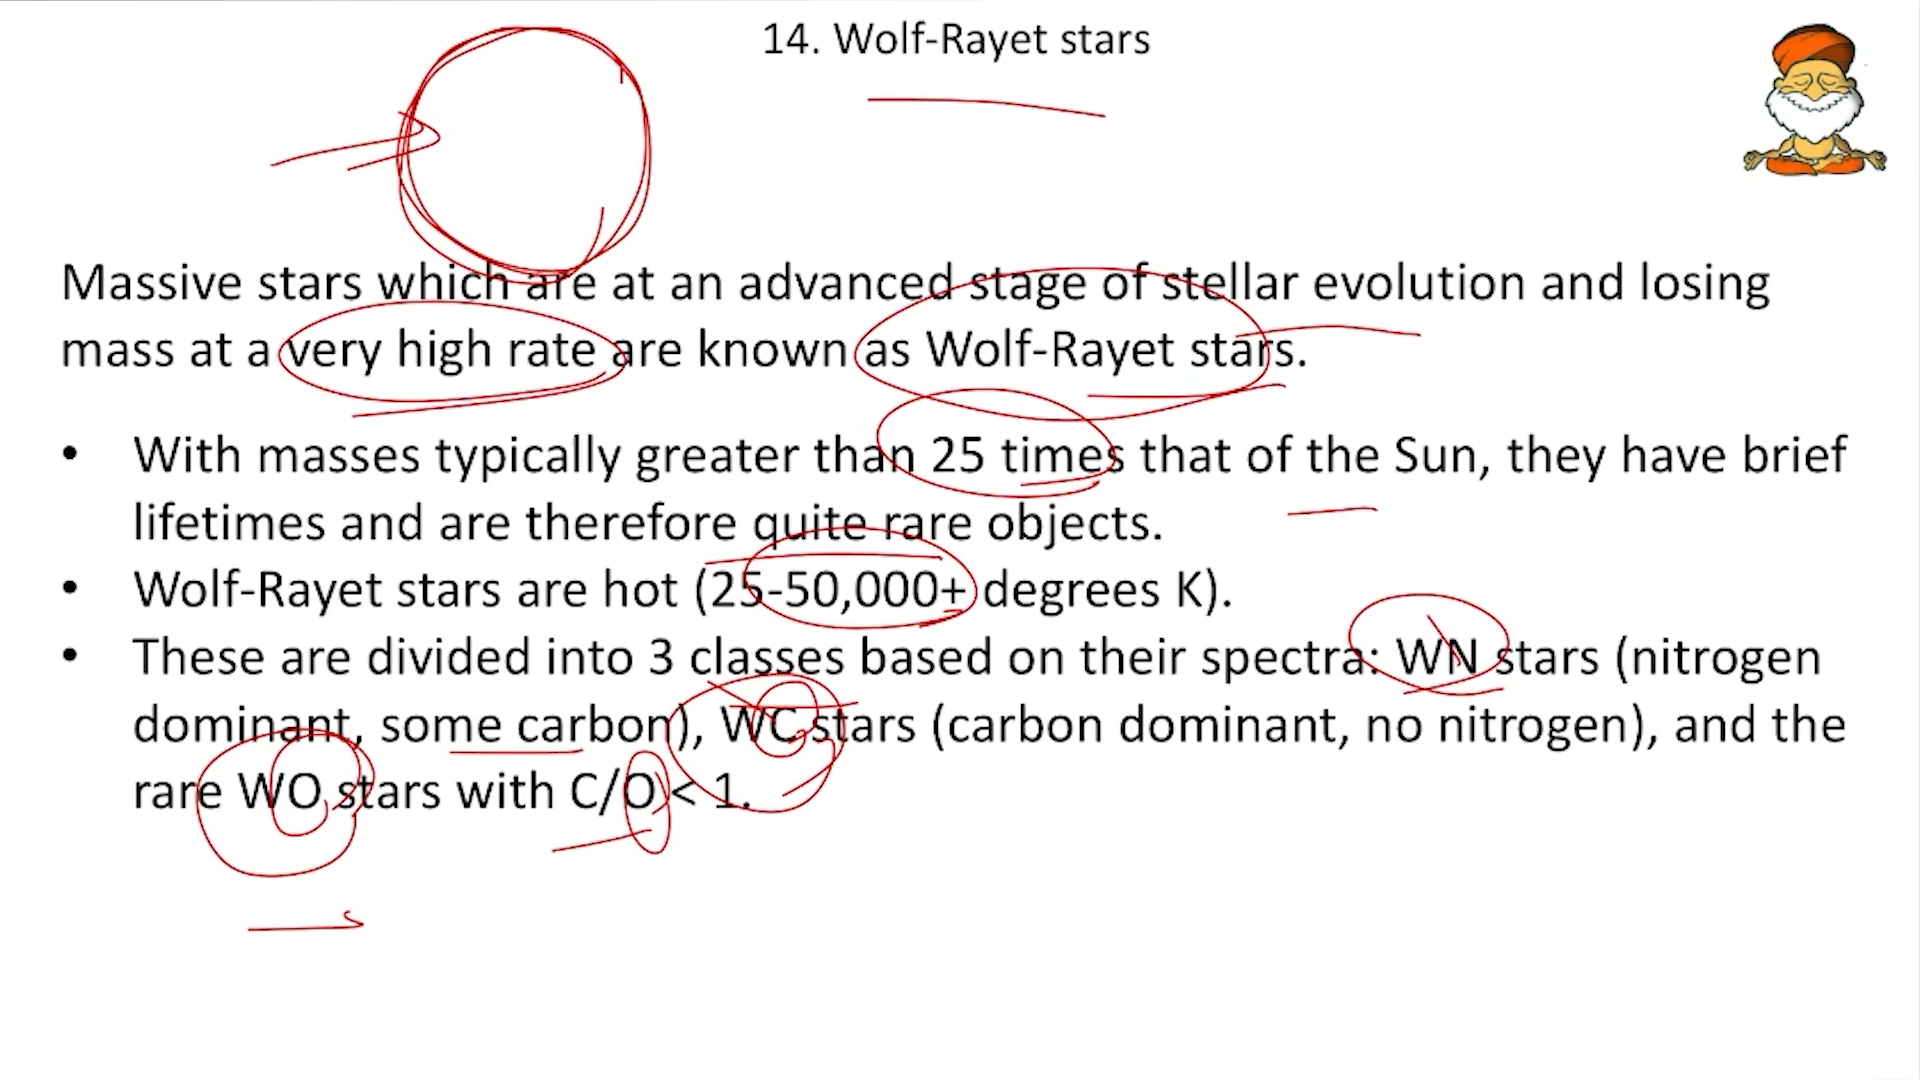 14. Wolf-Rayet stars
Massive stars which are at an advanced stage of stellar evolution and losing
mass at a very high rate are known as Wolf-Rayet stars.
• With masses typically greater than 25 times that of the Sun, they have brief
lifetimes and are therefore quite rare objects.
• Wolf-Rayet stars are hot (25-50,000+ degrees K).
• These are divided into 3 classes based on their spectra: WN stars (nitrogen
dominant, some carbon), WC stars (carbon dominant, no nitrogen), and the
rare WO stars with C/O < 1.